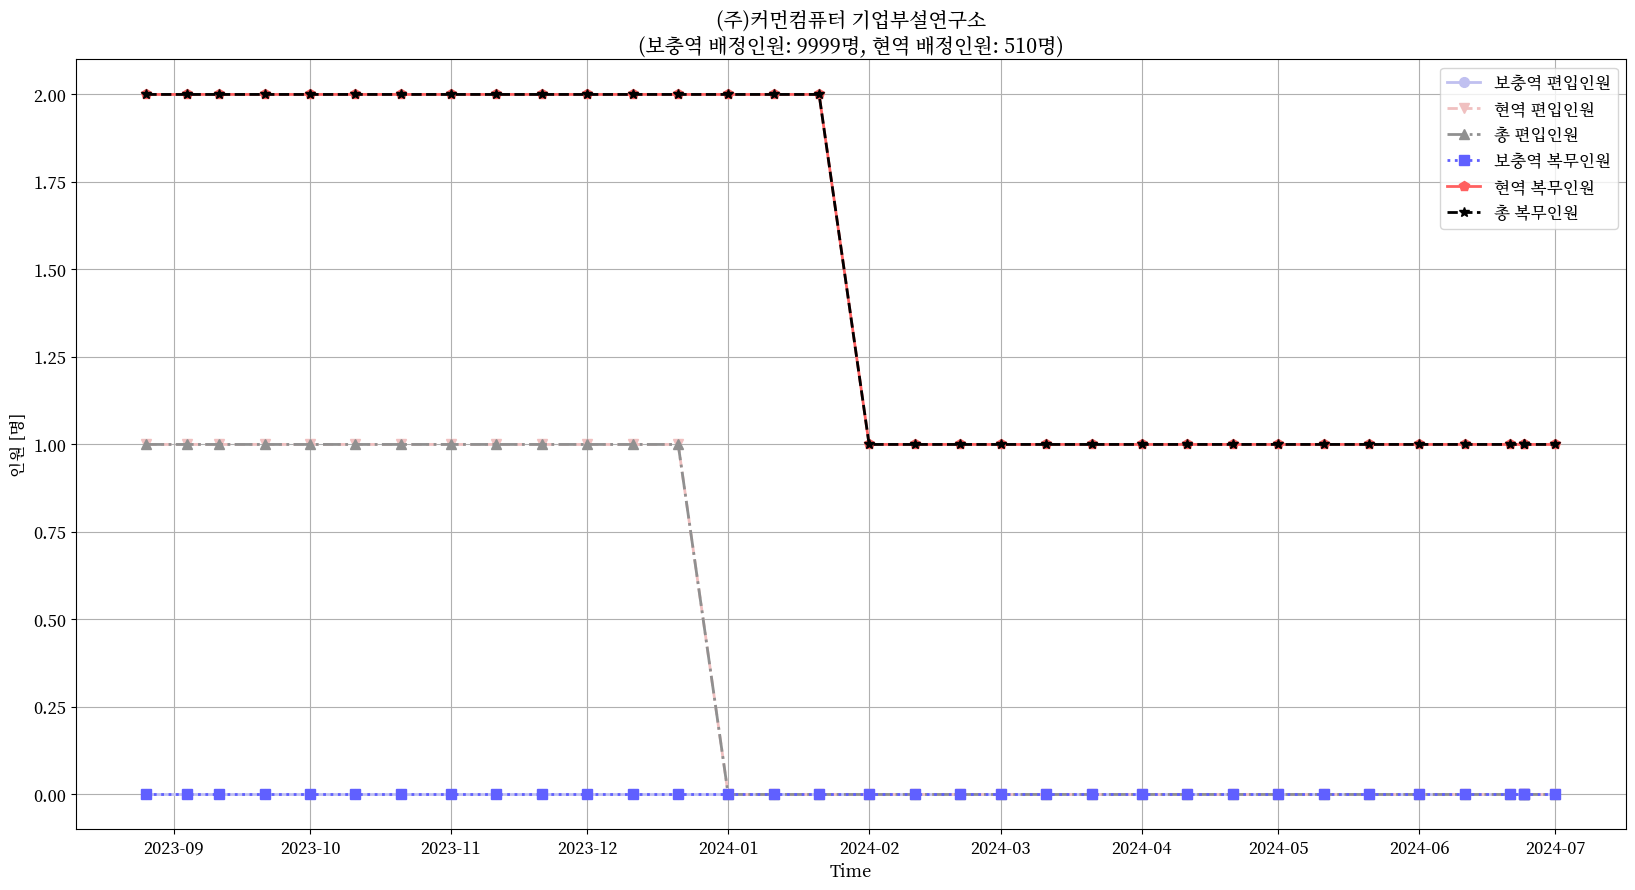 (주)커먼컴퓨터 기업부설연구소
(보충역 배정인원: 9999명, 현역 배정인원: 510명)
보충역 편입인원
현역 편입인원
총 편입인원
보충역 복무인원
현역 복무인원
총 복무인원
인원 [명]
2.00
1.75
1.50
1.25
1.00
0.75
0.50
0.25
0.00
2023-09 2023-10 2023-11 2023-12 2024-01 2024-02 2024-03 2024-04 2024-05 2024-06 2024-07
Time